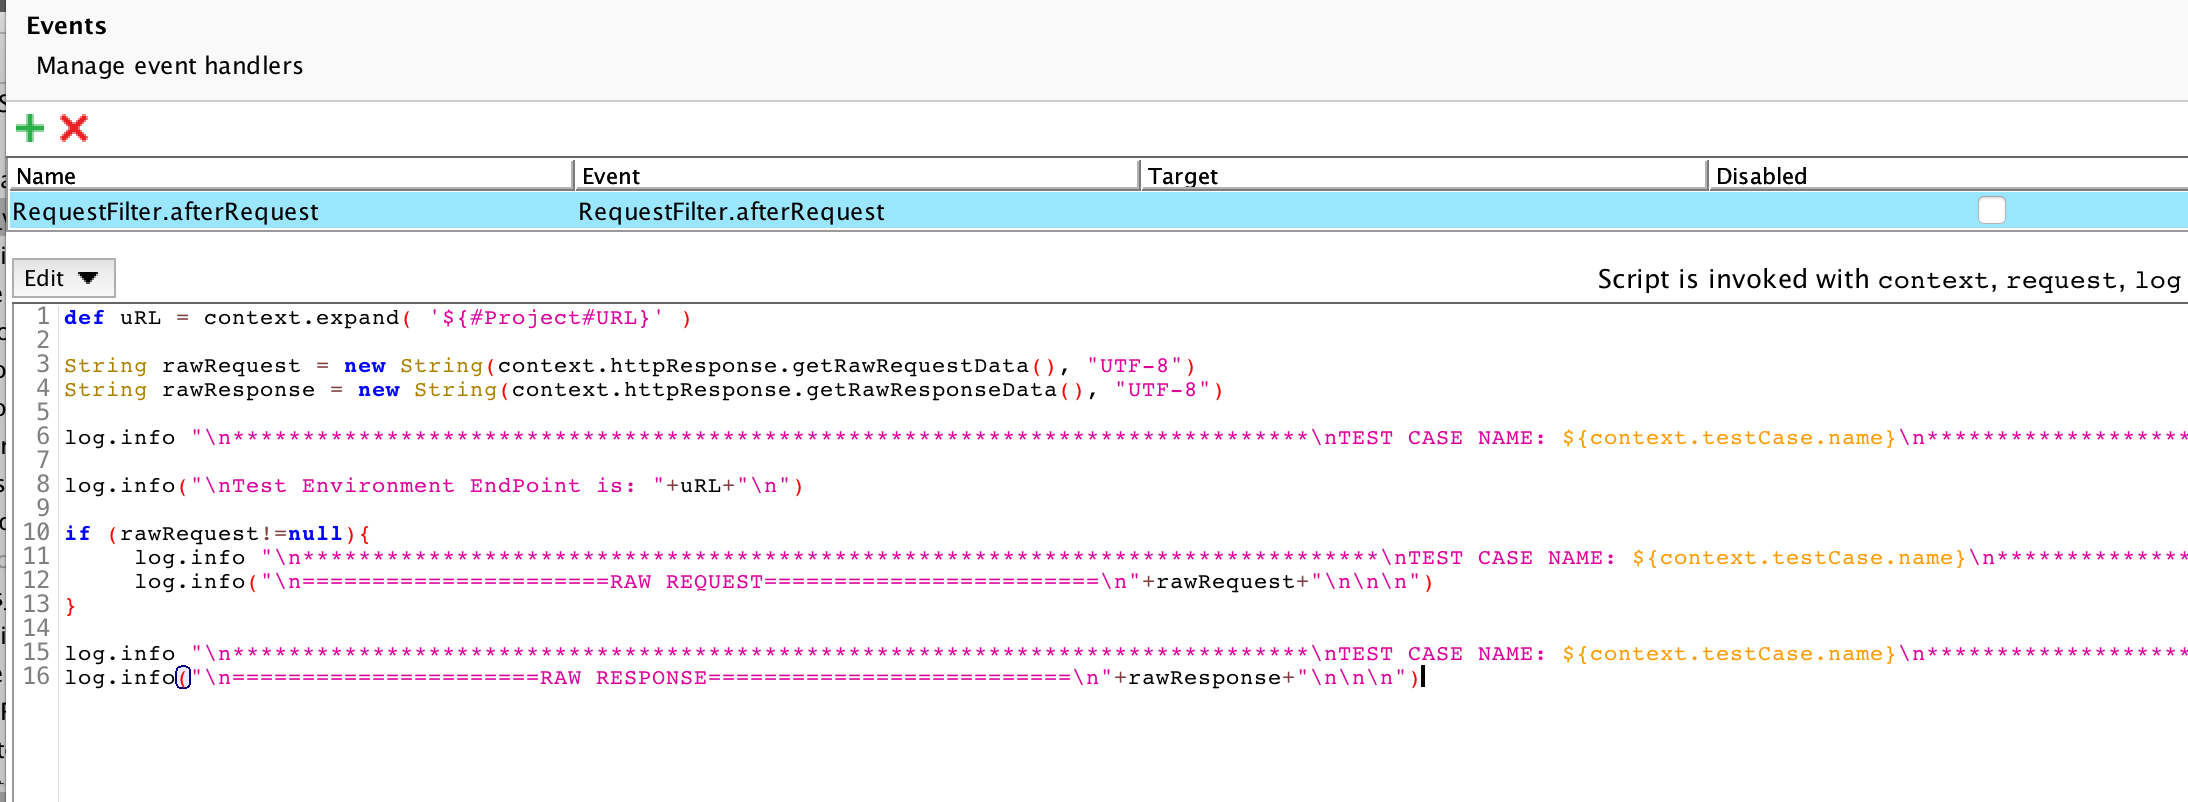 Events
Manage event handlers
Name Event Target Disabled
RequestFilter.afterRequest RequestFilter.afterRequest
Edit Script is invoked with context, request, log
1 def uRL = context.expand( '${#Project#URL}' )
2
3 String rawRequest = new String(context.httpResponse.getRawRequestData(), "UTF-8")
4 String rawResponse = new String(context.httpResponse.getRawResponseData(), "UTF-8")
5
6 log.info "\n*****************************************************************************\nTEST CASE NAME: ${context.testCase.name}\n*******************
7
8 log.info("\nTest Environment EndPoint is: "+uRL+"\n")
9
10 if (rawRequest!=null){
11 log.info "\n*****************************************************************************\nTEST CASE NAME: ${context.testCase.name}\n**************
12 log.info("\n======================RAW REQUEST========================\n"+rawRequest+"\n\n\n")
13 }
14
15 log.info "\n*****************************************************************************\nTEST CASE NAME: ${context.testCase.name}\n*******************
16 log.info("\n======================RAW RESPONSE==========================\n"+rawResponse+"\n\n\n")